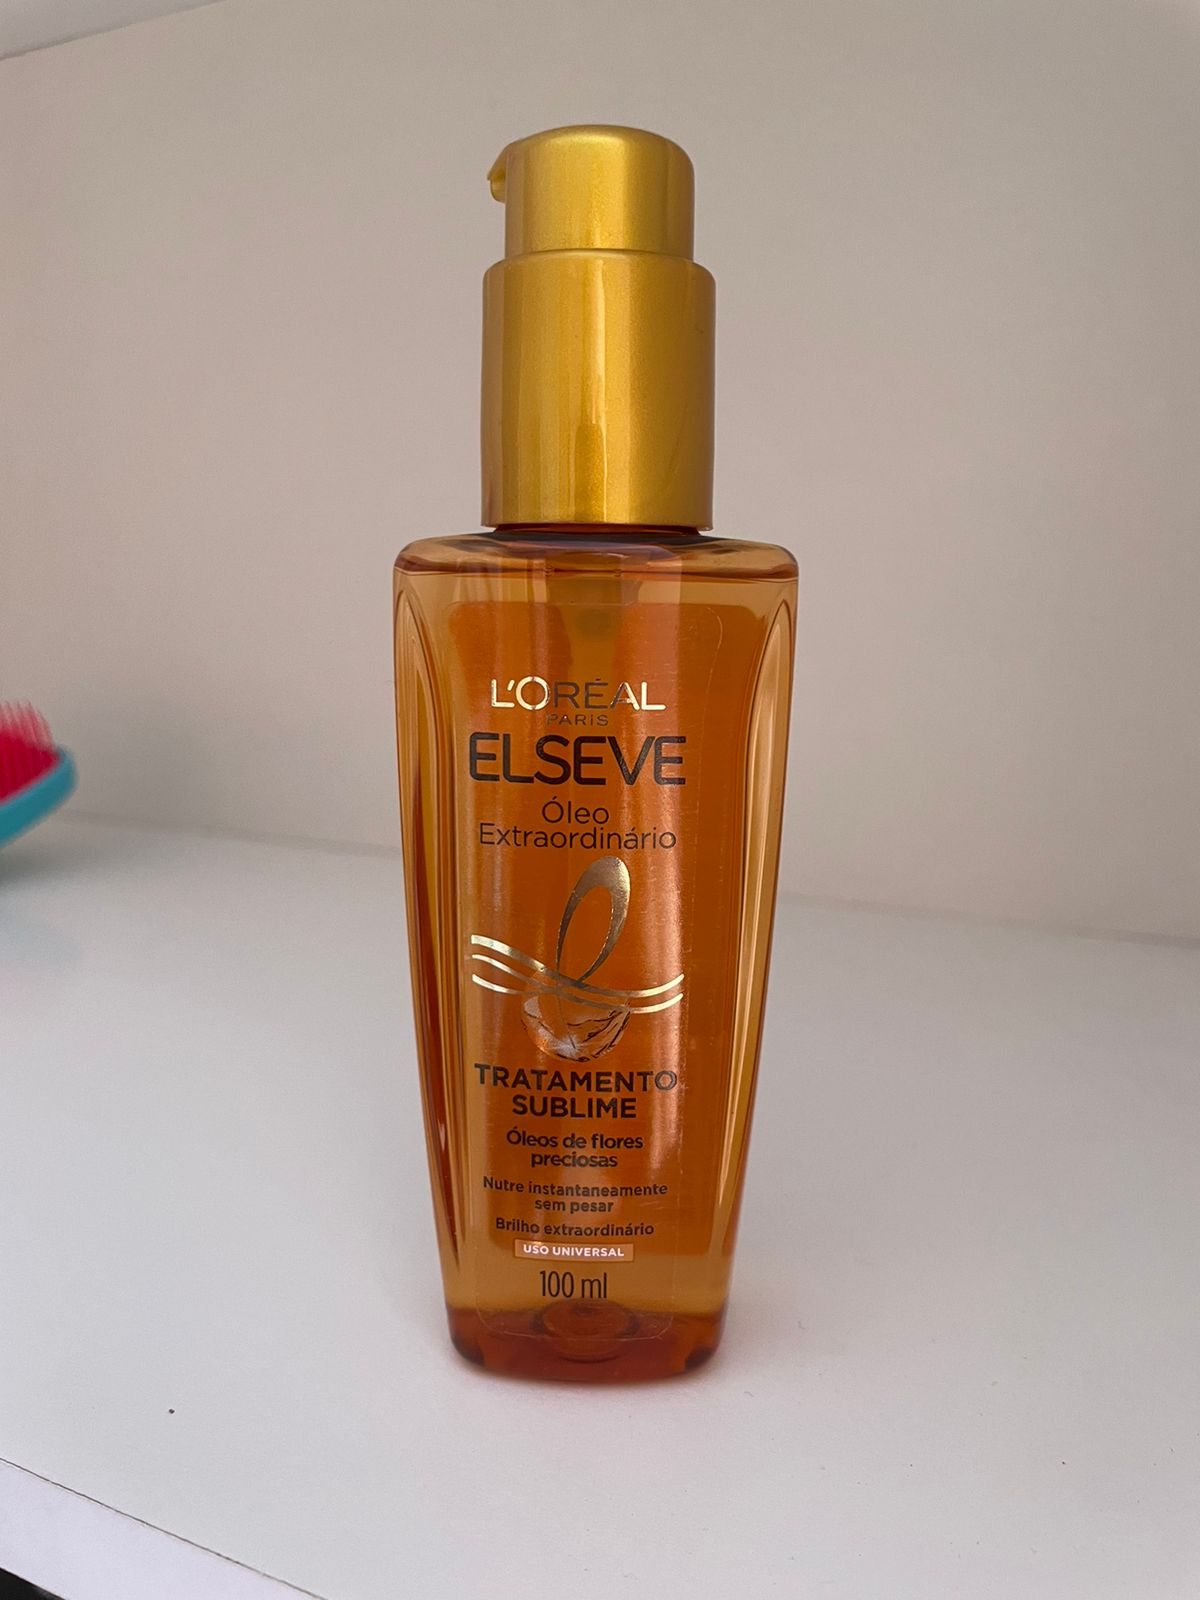 L'ORÉAL
PARIS
ELSEVE
Óleo
Extraordinário
TRATAMENTO
SUBLIME
Óleos de flores
preciosas
Nutre instantaneamente
sem pesar
Brilho extraordinário
USO UNIVERSAL
100 ml